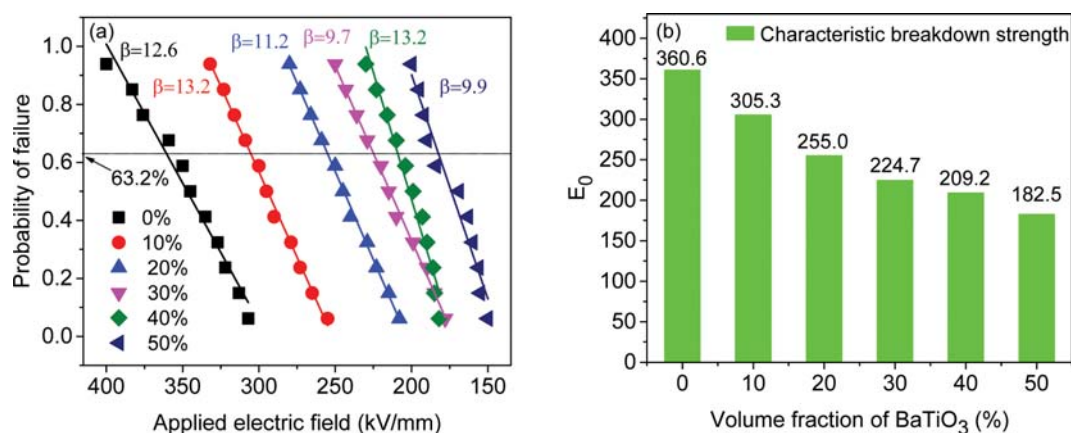 (a)
β=12.6
β=13.2
β=11.2
β=9.7
β=13.2
β=9.9
63.2%
0%
10%
20%
30%
40%
50%
Probability of failure
1.0
0.8
0.6
0.4
0.2
0.0
400 350 300 250 200 150
Applied electric field (kV/mm)
(b)
Characteristic breakdown strength
360.6
305.3
255.0
224.7
209.2
182.5
E0
400
350
300
250
200
150
100
50
0
0 10 20 30 40 50
Volume fraction of BaTiO3 (%)